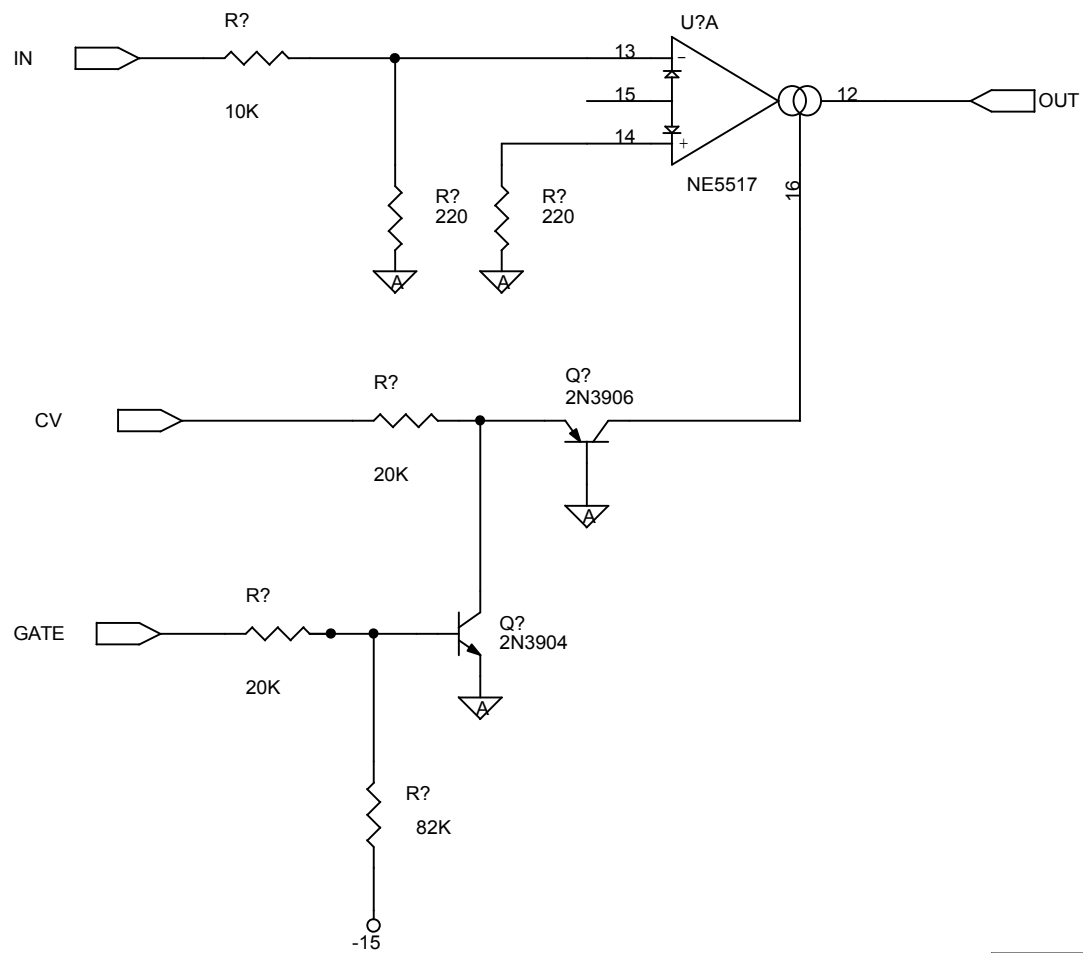 R?
U?A
IN
13
−
10K
15
12
OUT
14
+
NE5517
16
R?
220
R?
220
A
A
R?
Q?
2N3906
CV
20K
A
R?
Q?
2N3904
GATE
20K
A
R?
82K
-15